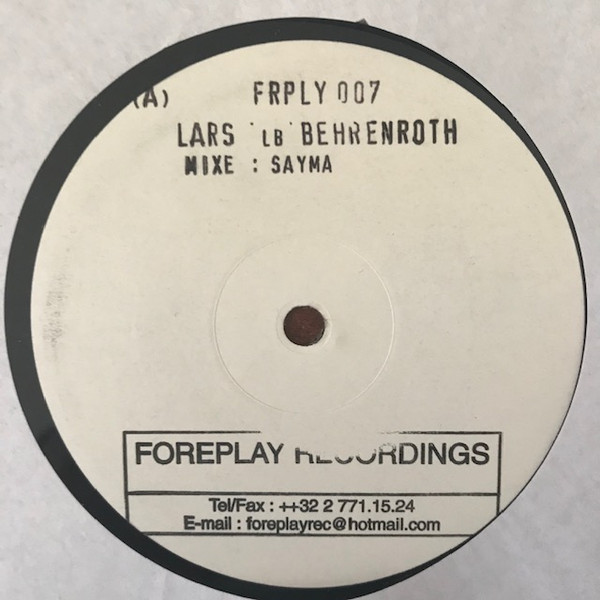 (A) FRPLY 007
LARS 'LB' BEHRENROTH
MIXE : SAYMA
FOREPLAY RECORDINGS
Tel/Fax : ++32 2 771.15.24
E-mail : foreplayrec@hotmail.com